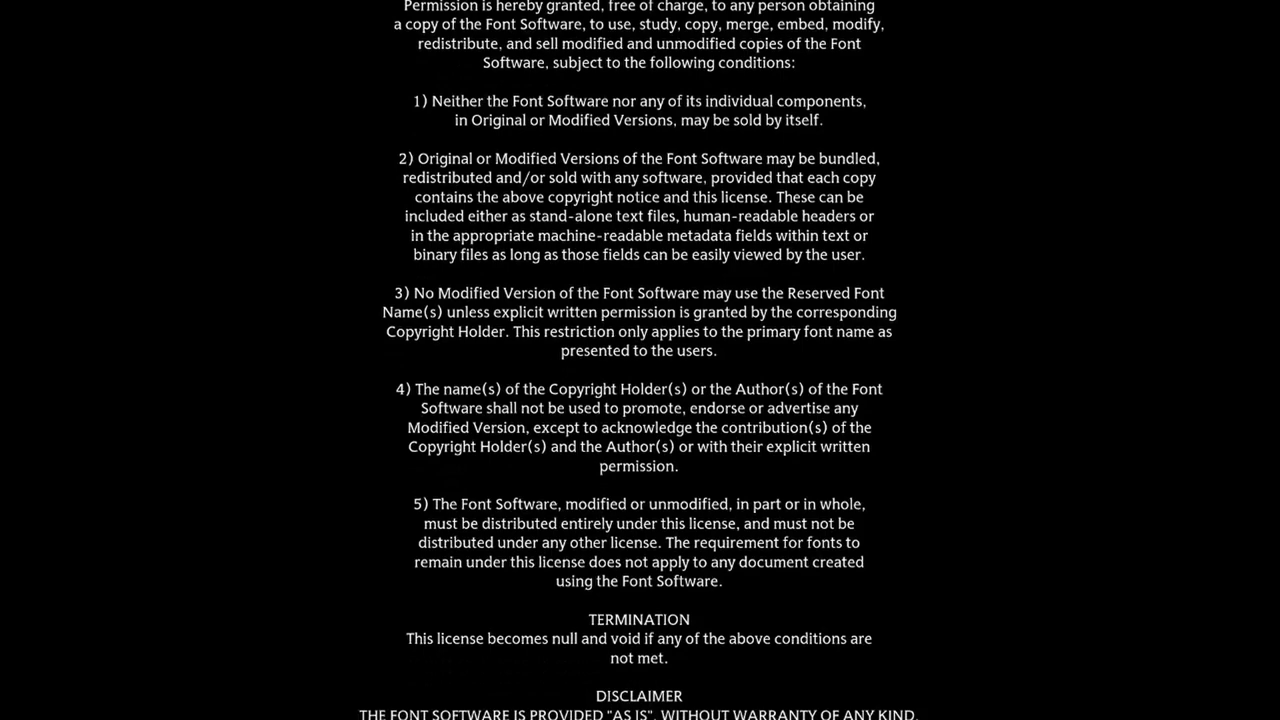 Permission is hereby granted, free of charge, to any person obtaining
a copy of the Font Software, to use, study, copy, merge, embed, modify,
redistribute, and sell modified and unmodified copies of the Font
Software, subject to the following conditions:
1) Neither the Font Software nor any of its individual components,
in Original or Modified Versions, may be sold by itself.
2) Original or Modified Versions of the Font Software may be bundled,
redistributed and/or sold with any software, provided that each copy
contains the above copyright notice and this license. These can be
included either as stand-alone text files, human-readable headers or
in the appropriate machine-readable metadata fields within text or
binary files as long as those fields can be easily viewed by the user.
3) No Modified Version of the Font Software may use the Reserved Font
Name(s) unless explicit written permission is granted by the corresponding
Copyright Holder. This restriction only applies to the primary font name as
presented to the users.
4) The name(s) of the Copyright Holder(s) or the Author(s) of the Font
Software shall not be used to promote, endorse or advertise any
Modified Version, except to acknowledge the contribution(s) of the
Copyright Holder(s) and the Author(s) or with their explicit written
permission.
5) The Font Software, modified or unmodified, in part or in whole,
must be distributed entirely under this license, and must not be
distributed under any other license. The requirement for fonts to
remain under this license does not apply to any document created
using the Font Software.
TERMINATION
This license becomes null and void if any of the above conditions are
not met.
DISCLAIMER
THE FONT SOFTWARE IS PROVIDED "AS IS", WITHOUT WARRANTY OF ANY KIND,